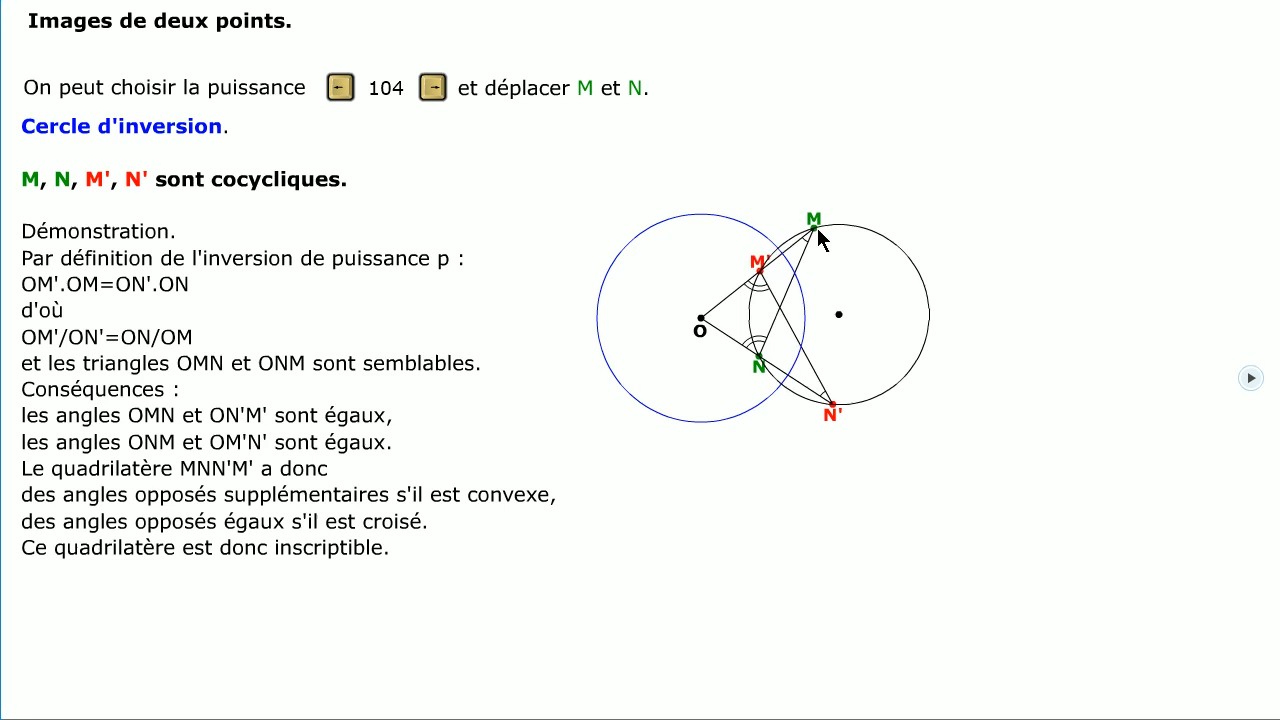 Images de deux points.
On peut choisir la puissance ← 104 → et déplacer M et N.
Cercle d'inversion.
M, N, M', N' sont cocycliques.
Démonstration.
Par définition de l'inversion de puissance p :
OM'.OM=ON'.ON
d'où
OM'/ON'=ON/OM
et les triangles OMN et ONM sont semblables.
Conséquences :
les angles OMN et ON'M' sont égaux,
les angles ONM et OM'N' sont égaux.
Le quadrilatère MNN'M' a donc
des angles opposés supplémentaires s'il est convexe,
des angles opposés égaux s'il est croisé.
Ce quadrilatère est donc inscriptible.
M
M'
O
N
N'